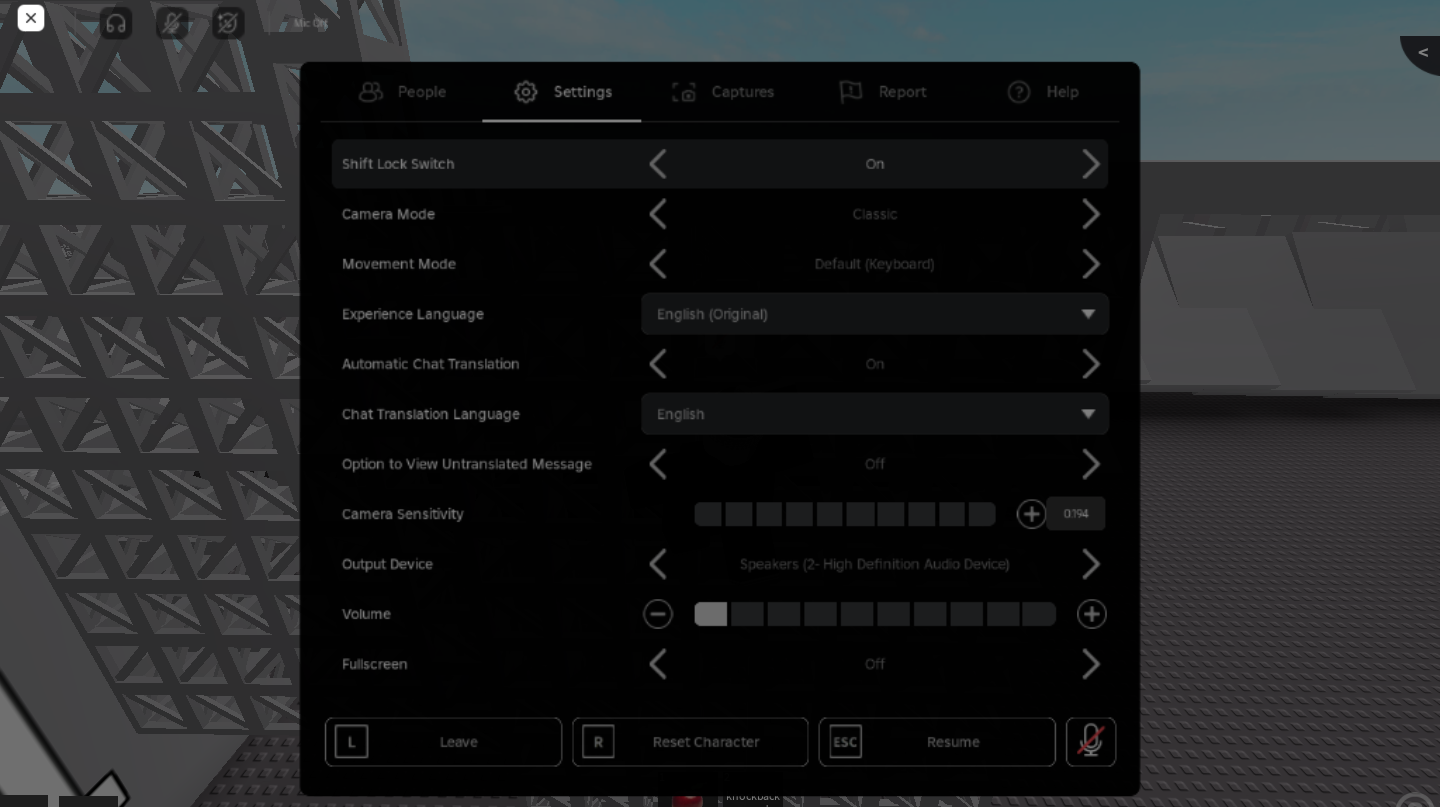 Mic Off
<
People Settings Captures Report Help
Shift Lock Switch On
Camera Mode Classic
Movement Mode Default (Keyboard)
Experience Language English (Original)
Automatic Chat Translation On
Chat Translation Language English
Option to View Untranslated Message Off
Camera Sensitivity 0.194
Output Device Speakers (2- High Definition Audio Device)
Volume
Fullscreen Off
L Leave R Reset Character ESC Resume
Knockback